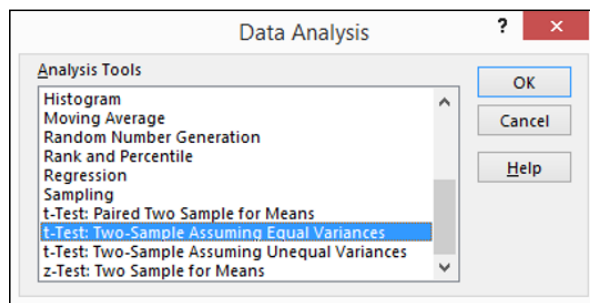 Data Analysis
?
×
Analysis Tools
Histogram
Moving Average
Random Number Generation
Rank and Percentile
Regression
Sampling
t-Test: Paired Two Sample for Means
t-Test: Two-Sample Assuming Equal Variances
t-Test: Two-Sample Assuming Unequal Variances
z-Test: Two Sample for Means
OK
Cancel
Help